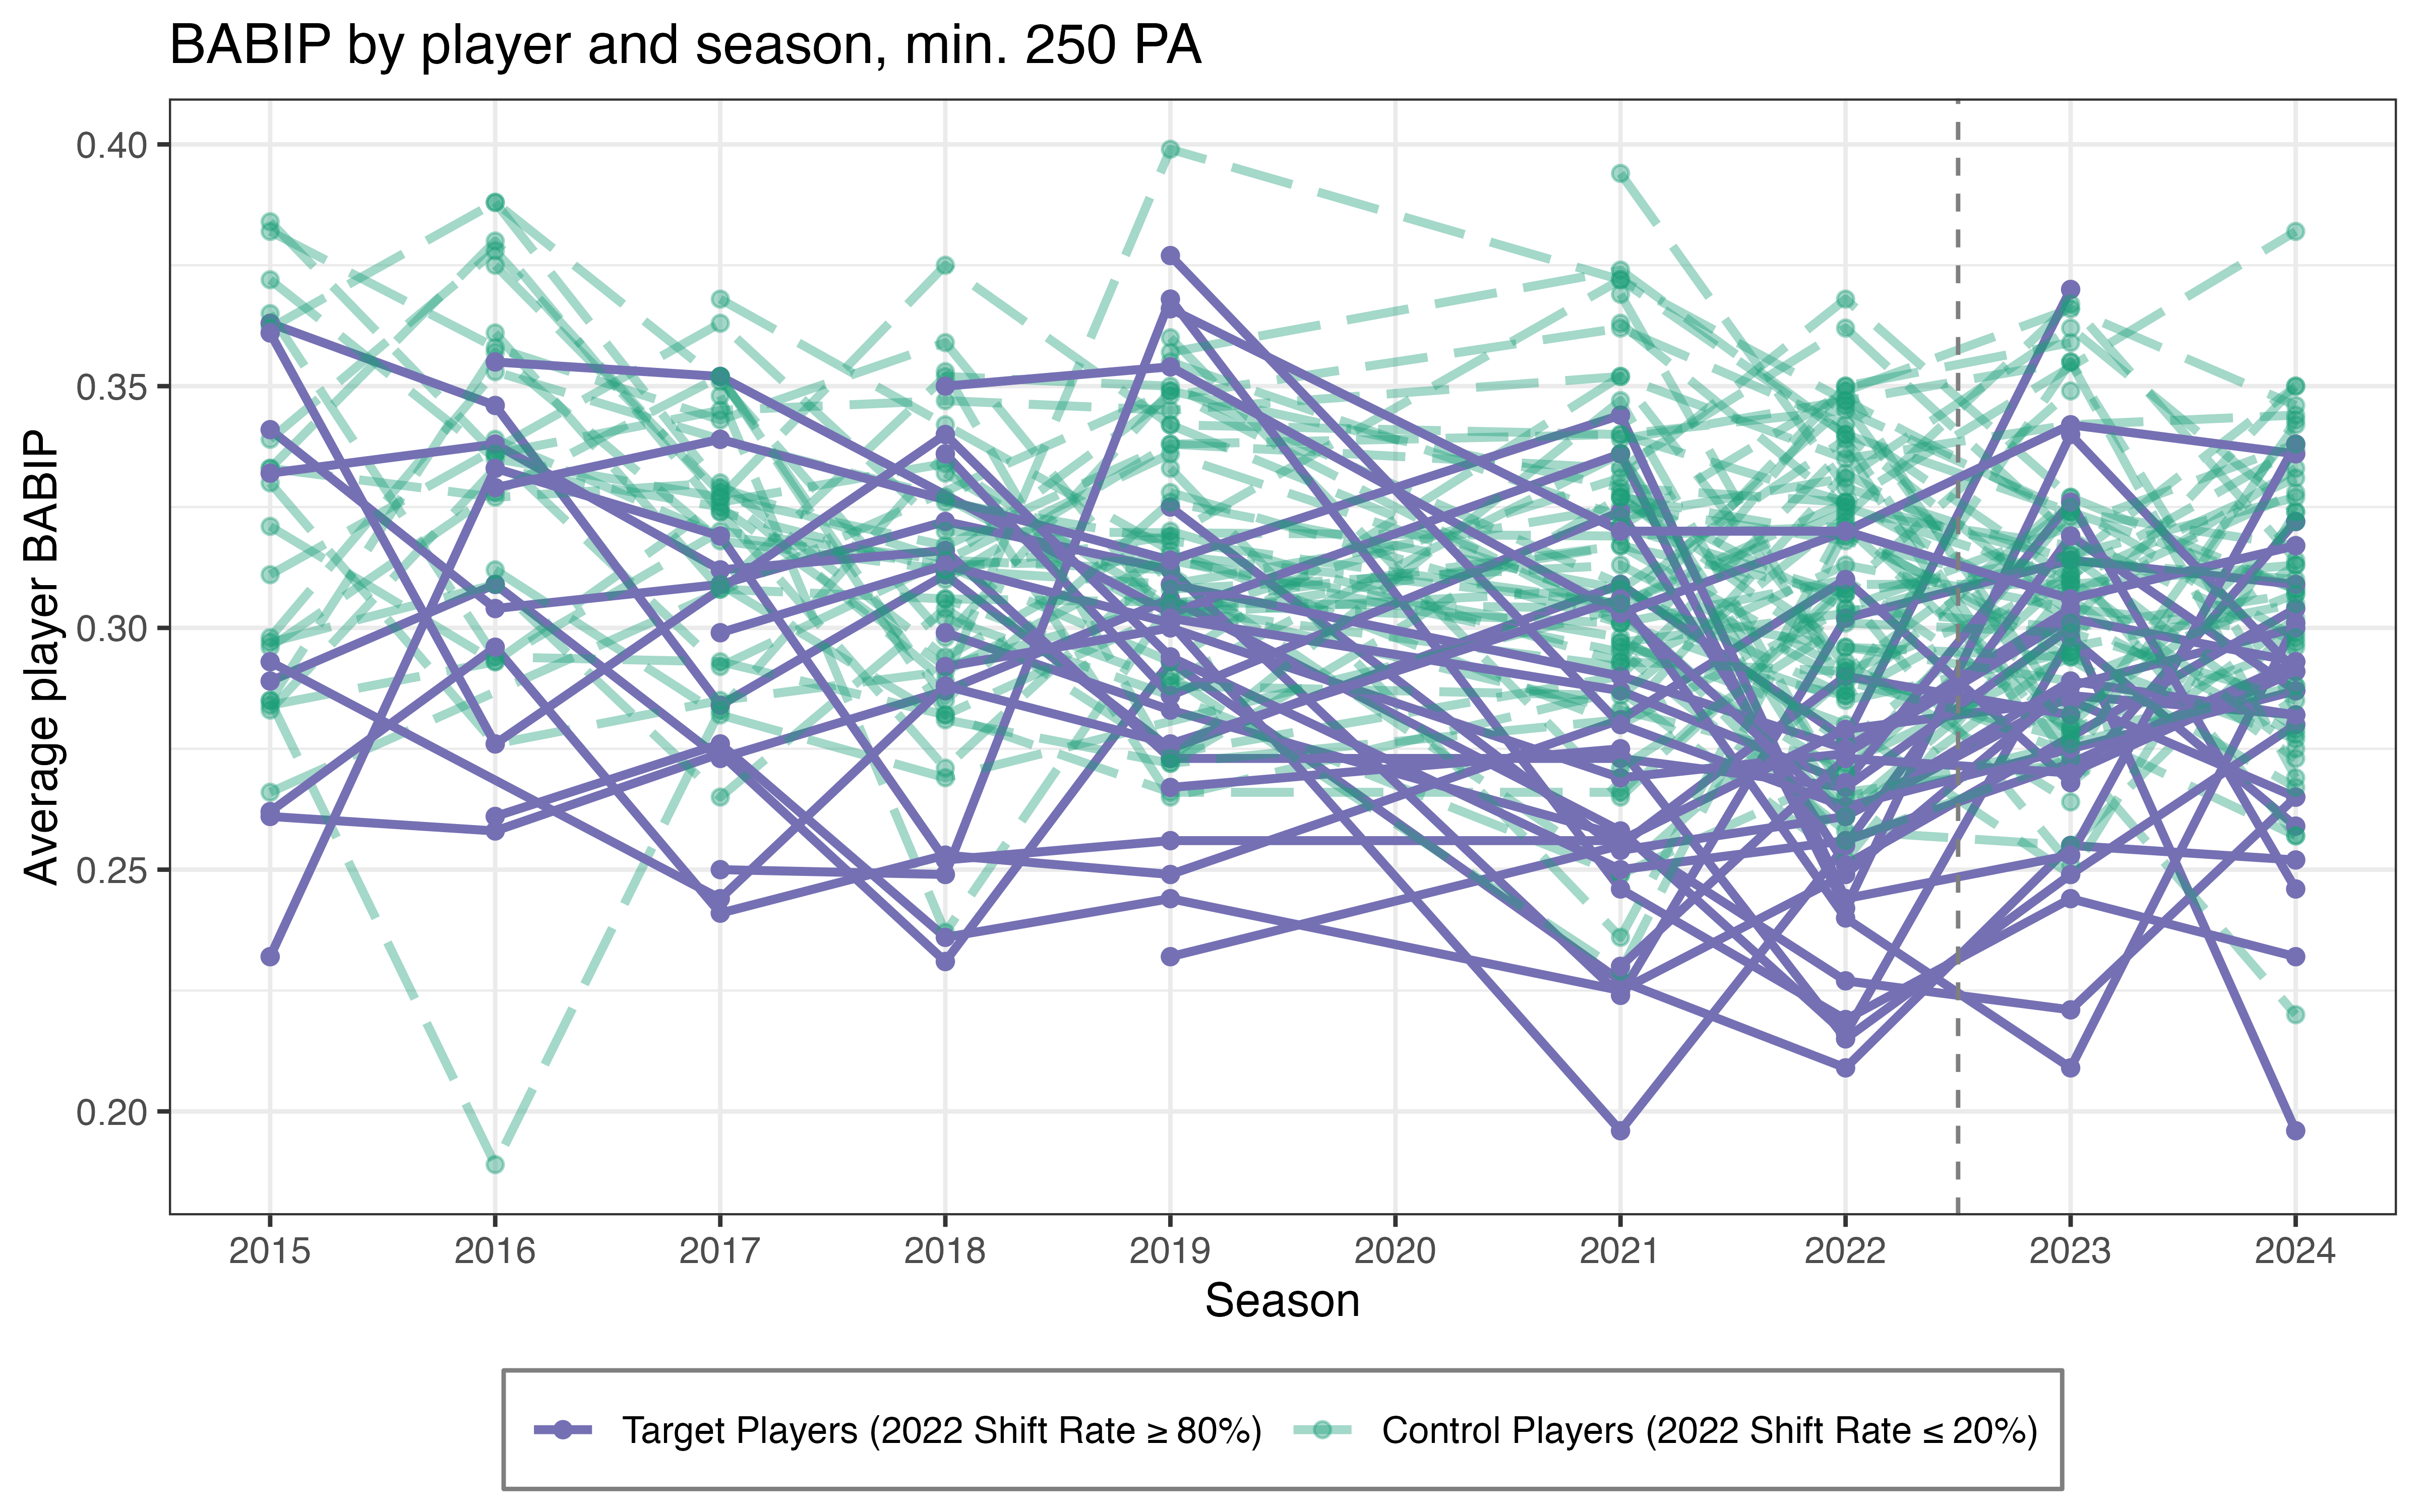 BABIP by player and season, min. 250 PA
Average player BABIP
0.40
0.35
0.30
0.25
0.20
2015 2016 2017 2018 2019 2020 2021 2022 2023 2024
Season
Target Players (2022 Shift Rate ≥ 80%) Control Players (2022 Shift Rate ≤ 20%)